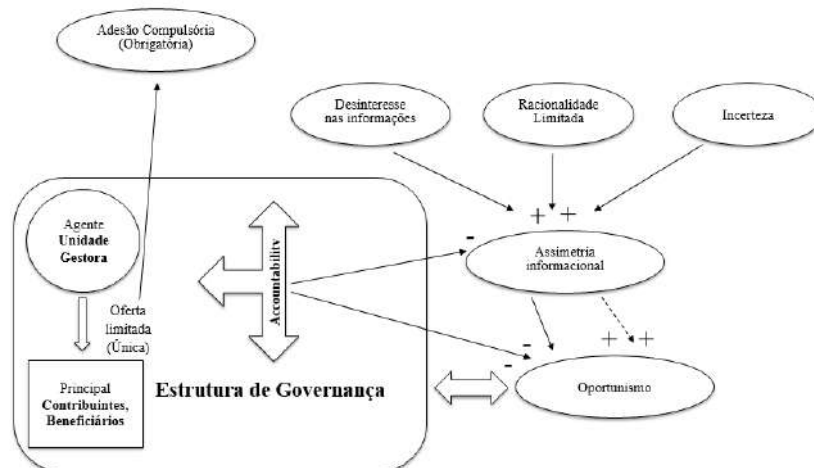 Adesão Compulsória
(Obrigatória)
Desinteresse
nas informações
Racionalidade
Limitada
Incerteza
+ +
-
Assimetria
informacional
Agente
Unidade
Gestora
Accountability
Oferta
limitada
(Única)
-
-
+ +
Principal
Contribuintes,
Beneficiários
Estrutura de Governança
Oportunismo